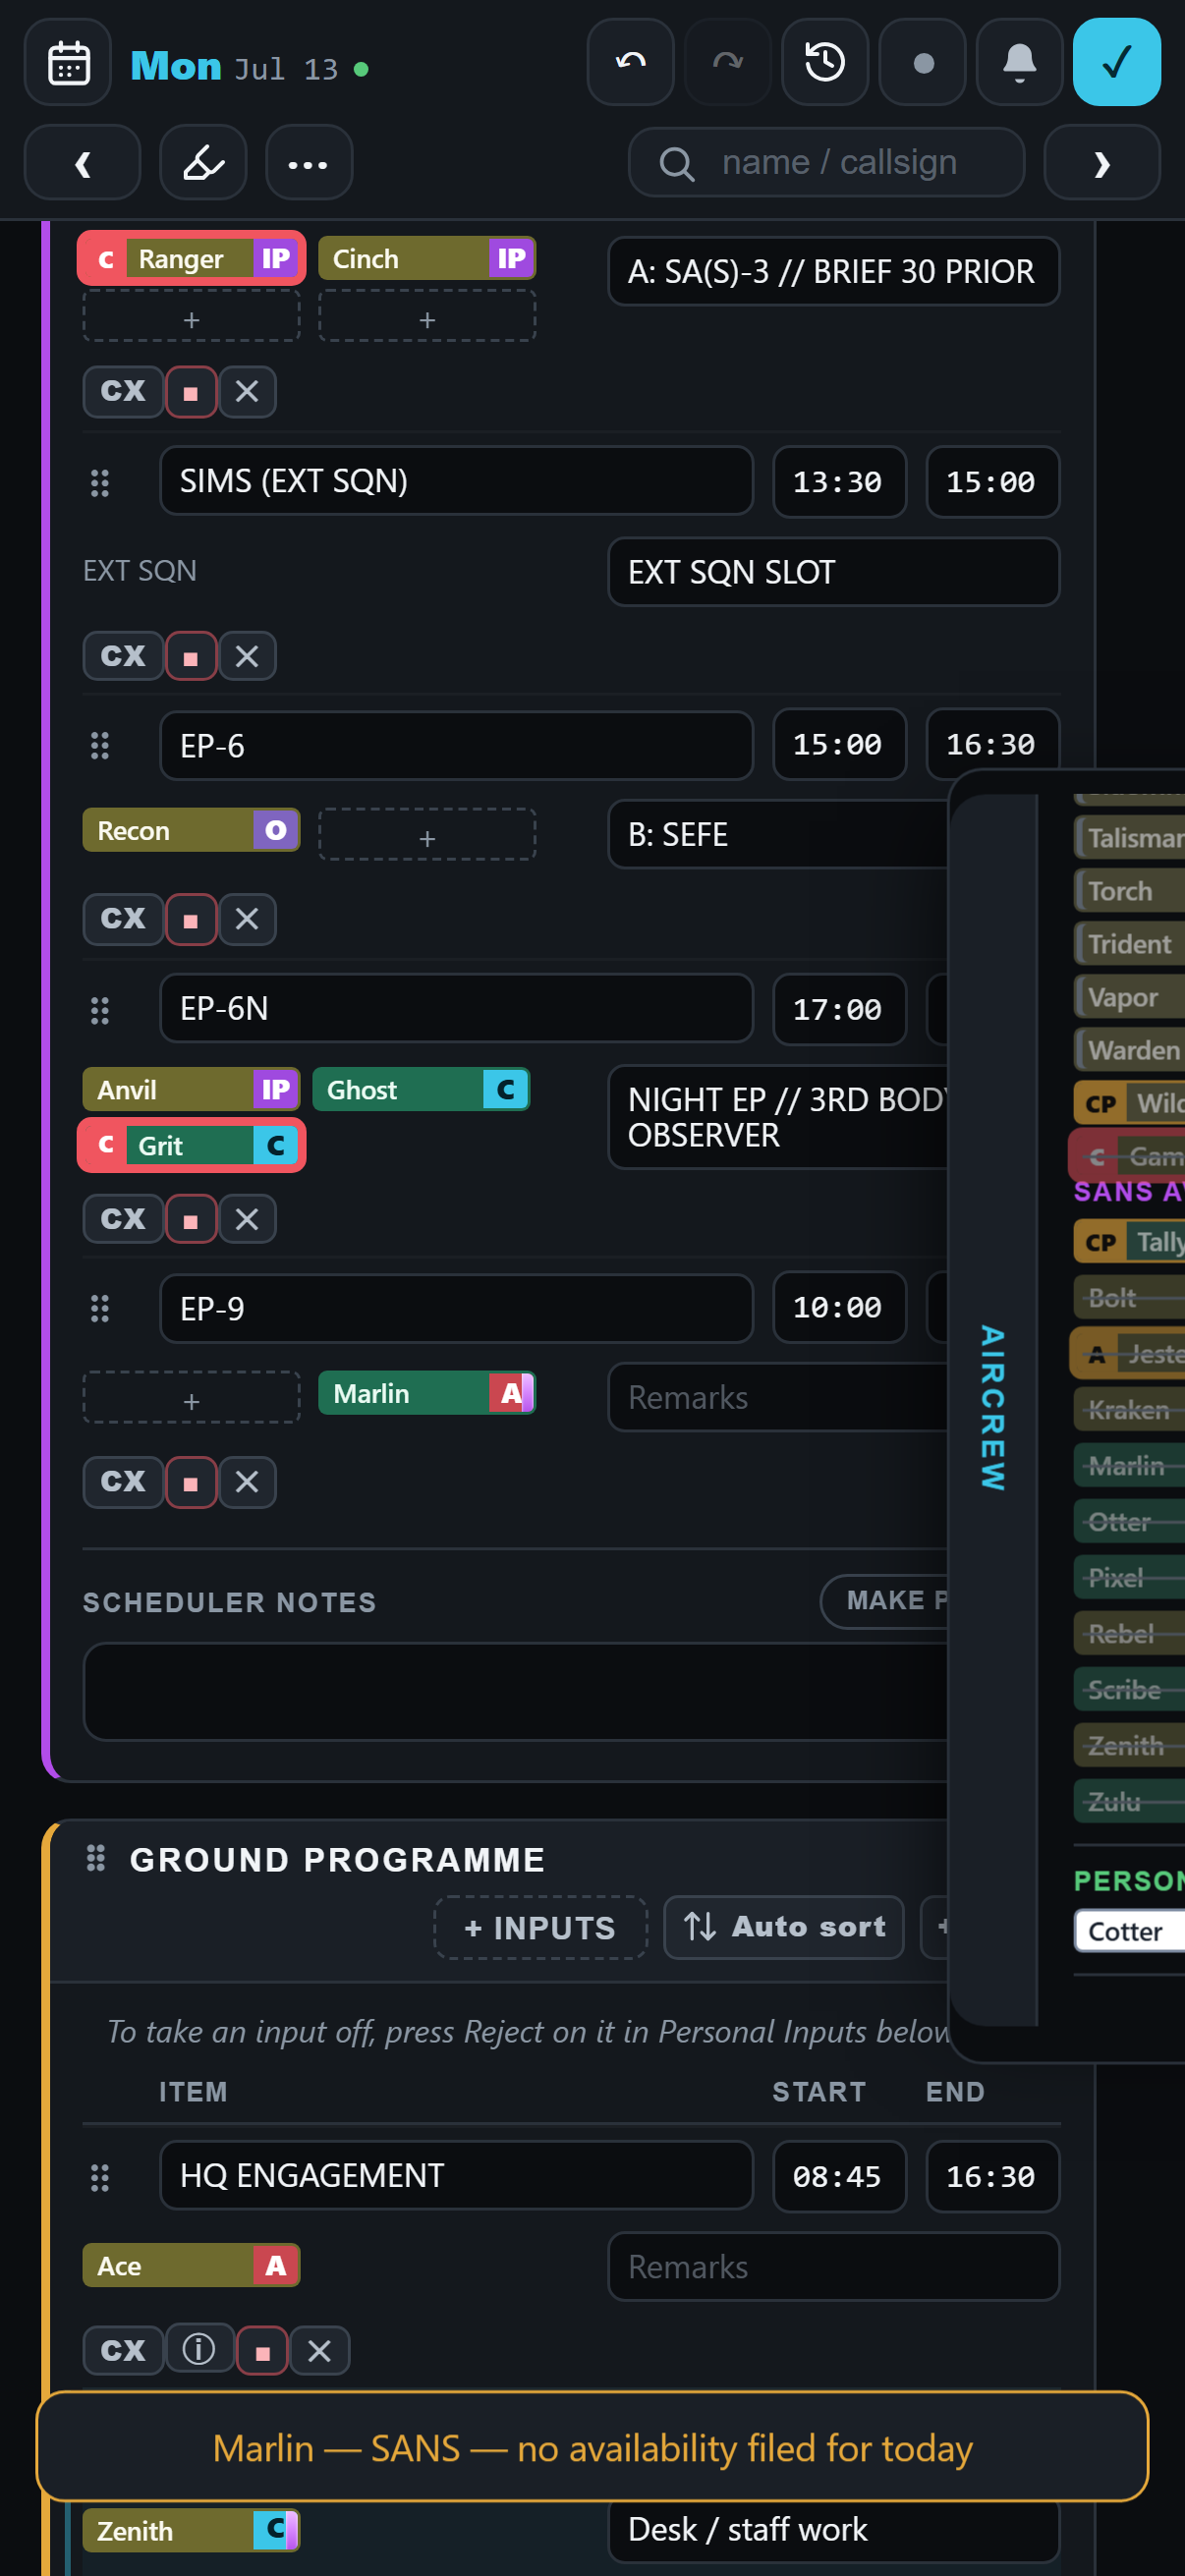 Mon Jul 13
name / callsign
C Ranger IP Cinch IP
A: SA(S)-3 // BRIEF 30 PRIOR
+ +
CX
SIMS (EXT SQN) 13:30 15:00
EXT SQN EXT SQN SLOT
CX
EP-6 15:00 16:30
Recon O + B: SEFE
CX
EP-6N 17:00
Anvil IP Ghost C NIGHT EP // 3RD BODY
C Grit C OBSERVER
CX
EP-9 10:00
+ Marlin A Remarks
CX
SCHEDULER NOTES MAKE P
AIRCREW
Talisman
Torch
Trident
Vapor
Warden
CP Wild
C Gam
SANS AV
CP Tally
Bolt
A Jeste
Kraken
Marlin
Otter
Pixel
Rebel
Scribe
Zenith
Zulu
PERSON
Cotter
GROUND PROGRAMME
+ INPUTS Auto sort +
To take an input off, press Reject on it in Personal Inputs below
ITEM START END
HQ ENGAGEMENT 08:45 16:30
Ace A Remarks
CX
Marlin — SANS — no availability filed for today
Zenith C Desk / staff work